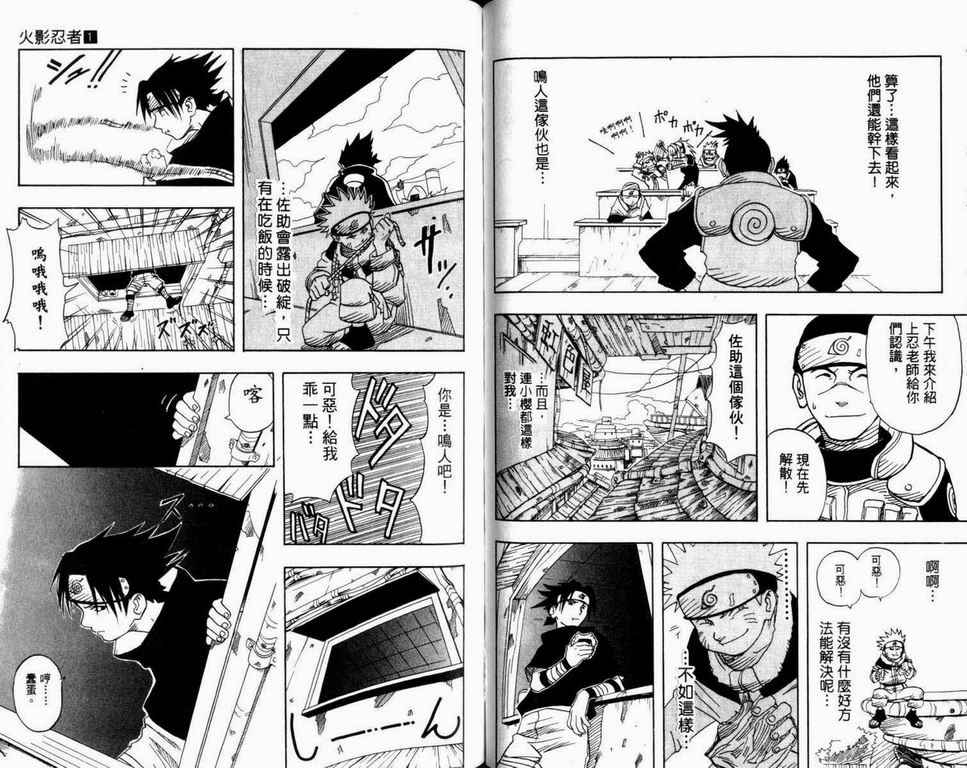 算了…這樣看起來，
他們還能幹下去！
ポカポカ
鳴人這傢伙也是…
下午我來介紹
上忍老師給你
們認識，
現在先
解散！
佐助這個傢伙！
…而且，
連小櫻都這樣
對我…
啊啊…
可惡！
可惡！
有沒有什麼好方
法能解決呢…
…不如這樣…
火影忍者1
…佐助會露出破綻，只
有在吃飯的時候…
サッ
シュ!!
嗚哦哦哦！
ズズズ
你是…鳴人吧！
可惡！給我
乖一點…
ドタ
ドタ
バタ
喀
しーーん
ス…
哼……
蠢蛋。